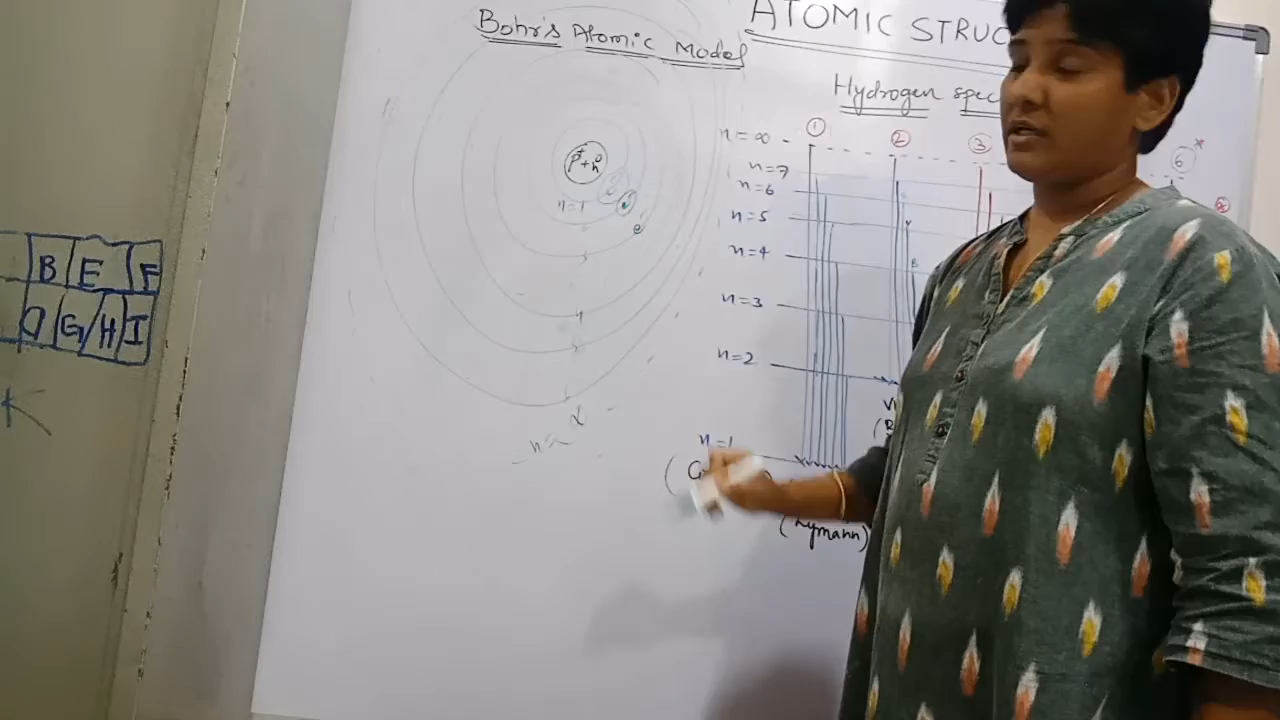 ATOMIC STRUC
Bohr's Atomic Model
Hydrogen spec
1 2 3 6
n = ∞
n = 7
n = 6
n = 5
n = 4
n = 3
n = 2
n = 1
p+ + n0
n = 1
e-
n = α
B E F
G H I
K
(Lymann)